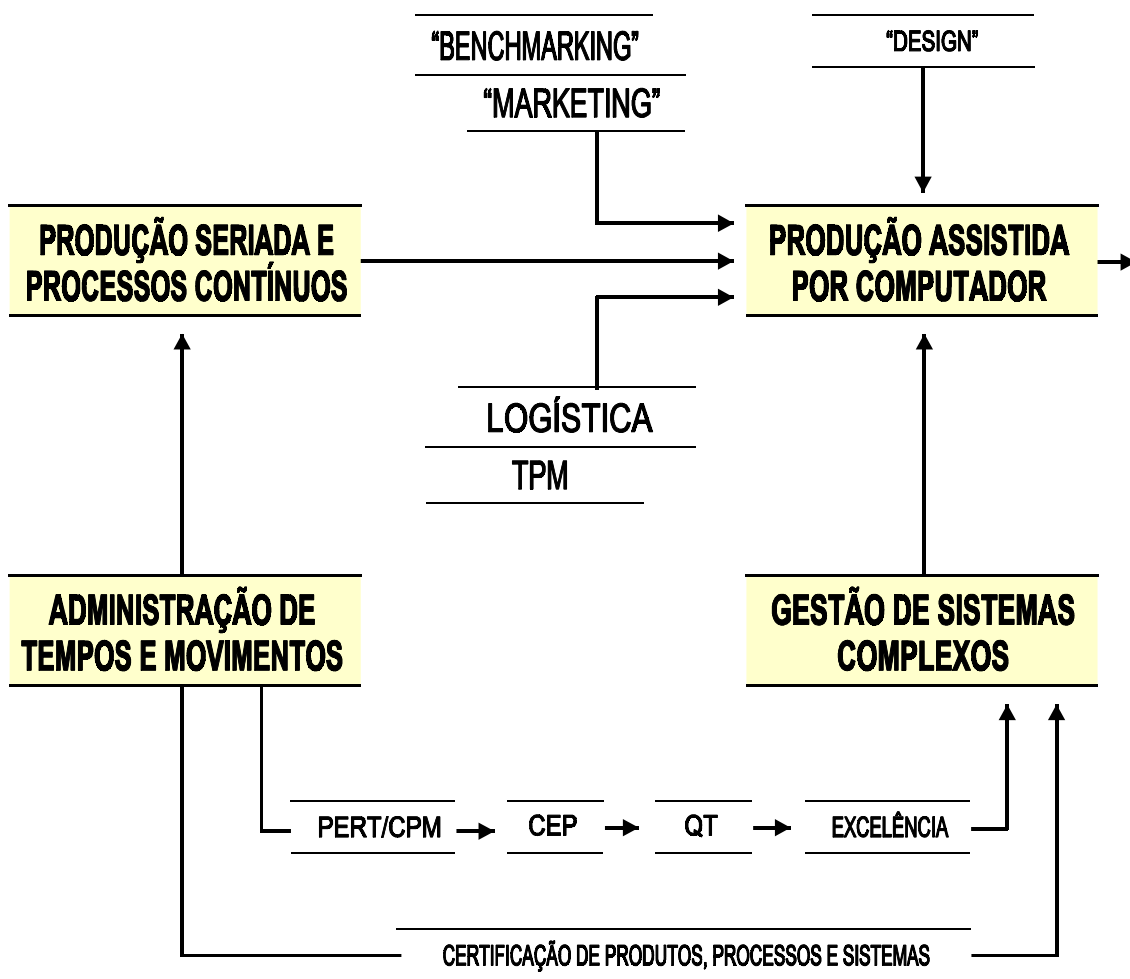 “BENCHMARKING”
“DESIGN”
“MARKETING”
PRODUÇÃO SERIADA E
PROCESSOS CONTÍNUOS
PRODUÇÃO ASSISTIDA
POR COMPUTADOR
LOGÍSTICA
TPM
ADMINISTRAÇÃO DE
TEMPOS E MOVIMENTOS
GESTÃO DE SISTEMAS
COMPLEXOS
PERT/CPM
CEP
QT
EXCELÊNCIA
CERTIFICAÇÃO DE PRODUTOS, PROCESSOS E SISTEMAS